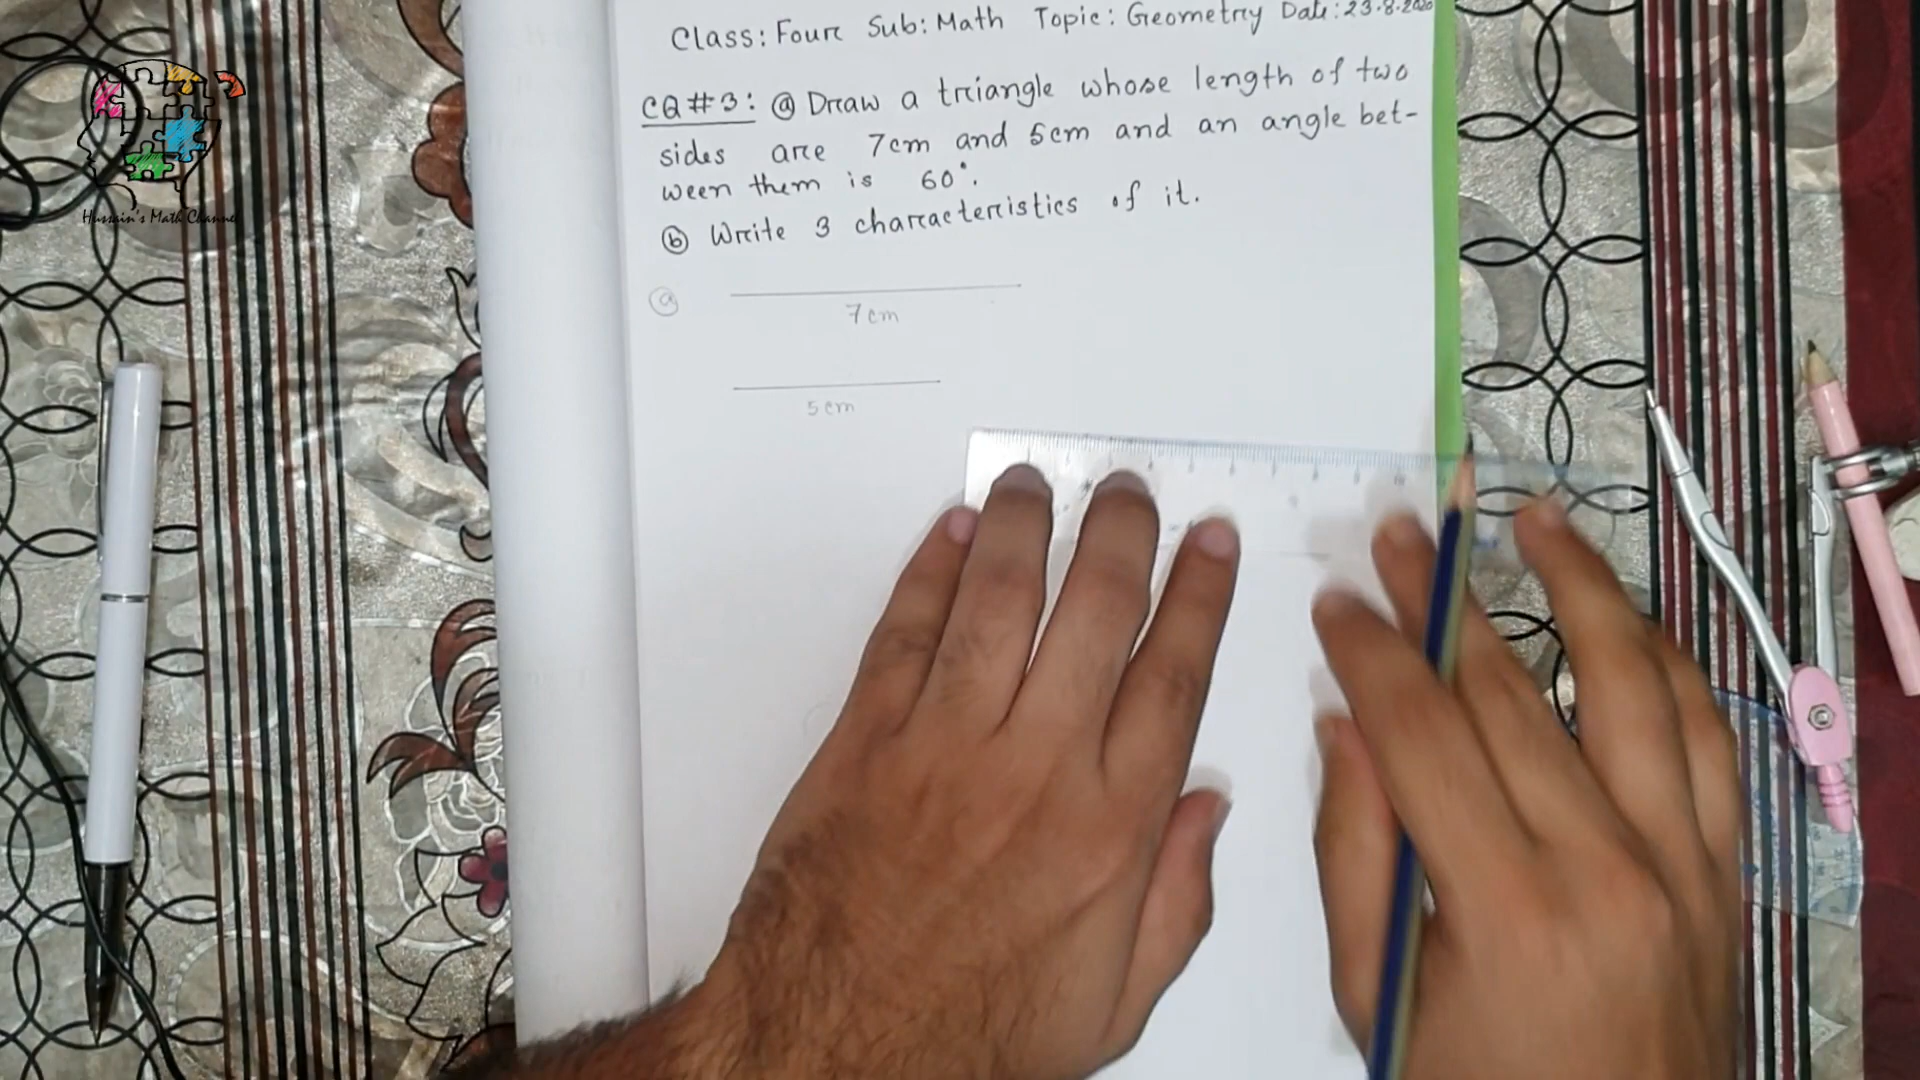 Class: Four Sub: Math Topic: Geometry Date: 23.8.2020
CQ#3: ⓐ Draw a triangle whose length of two
sides are 7cm and 5cm and an angle bet-
ween them is 60°.
ⓑ Write 3 characteristics of it.
ⓐ
7cm
5cm
Hussain's Math Channel